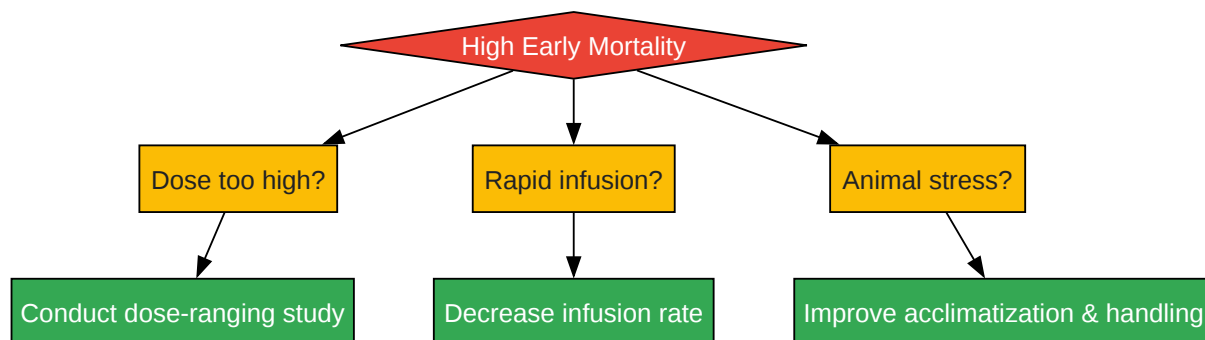 High Early Mortality
Dose too high?
Rapid infusion?
Animal stress?
Conduct dose-ranging study
Decrease infusion rate
Improve acclimatization & handling